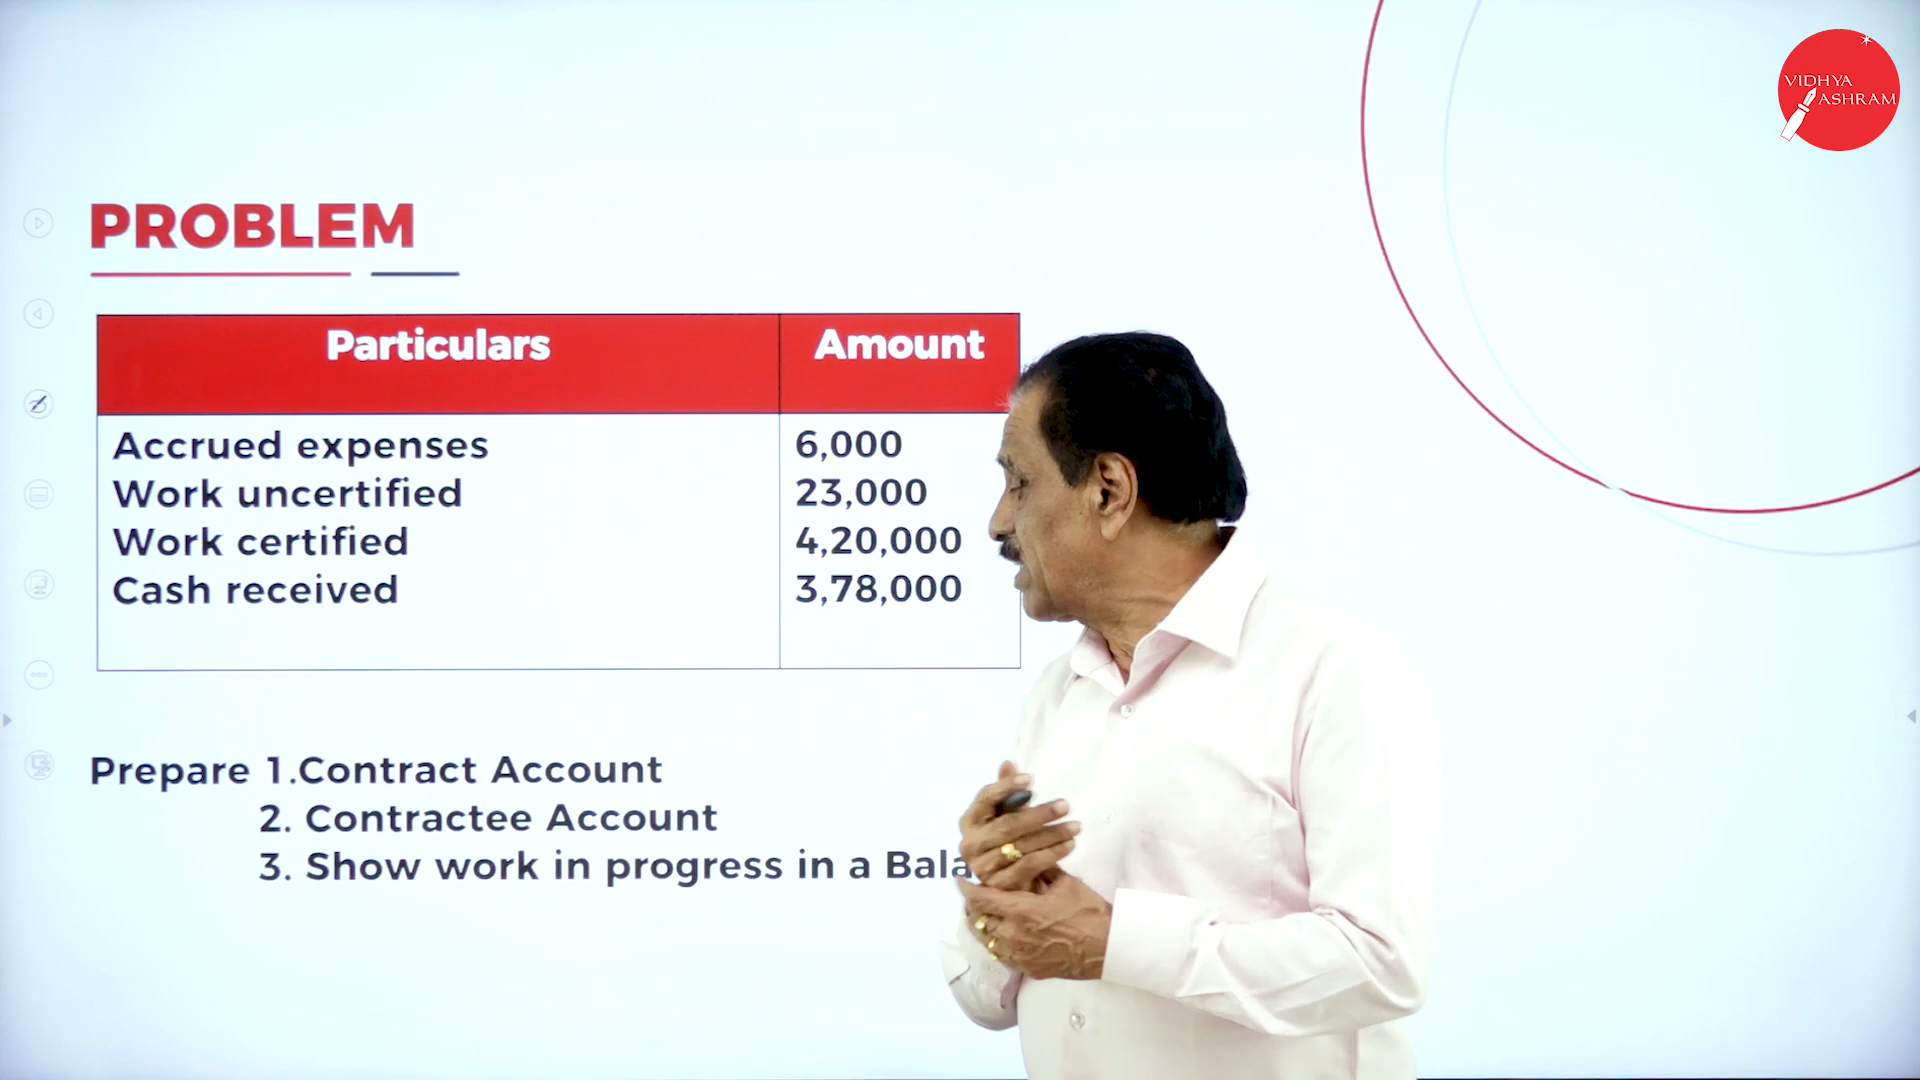 VIDHYA
ASHRAM
PROBLEM
Particulars Amount
Accrued expenses 6,000
Work uncertified 23,000
Work certified 4,20,000
Cash received 3,78,000
Prepare 1.Contract Account
2. Contractee Account
3. Show work in progress in a